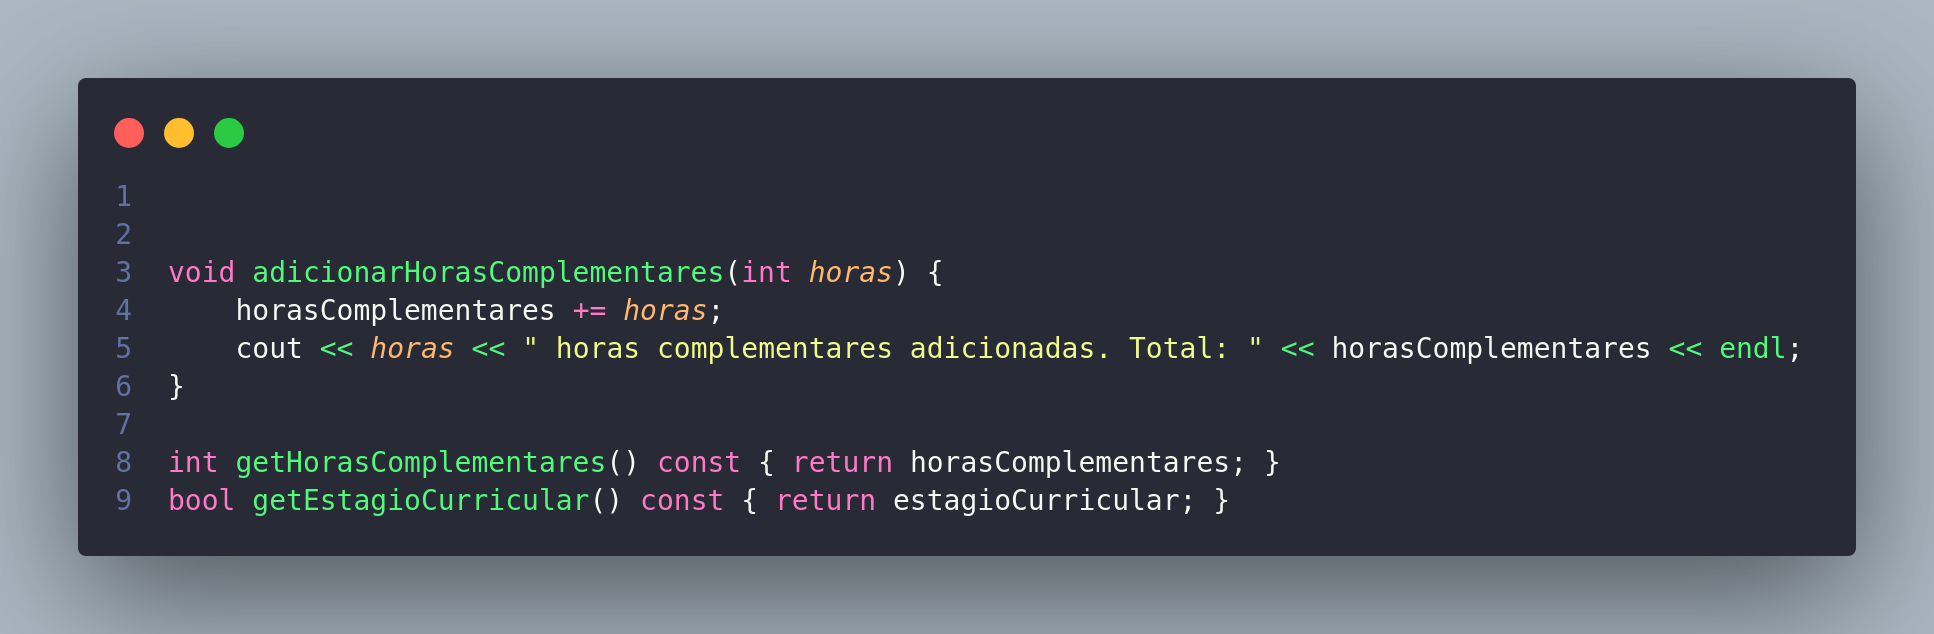 1
2
3 void adicionarHorasComplementares(int horas) {
4     horasComplementares += horas;
5     cout << horas << " horas complementares adicionadas. Total: " << horasComplementares << endl;
6 }
7
8 int getHorasComplementares() const { return horasComplementares; }
9 bool getEstagioCurricular() const { return estagioCurricular; }